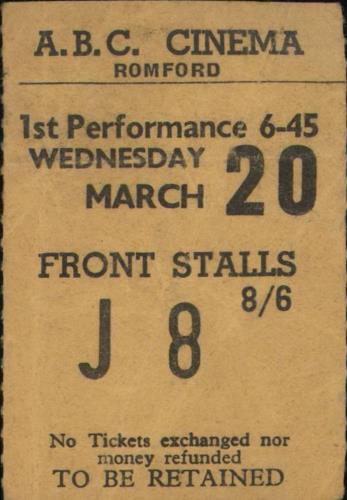 A.B.C. CINEMA
ROMFORD
1st Performance 6-45
WEDNESDAY
MARCH 20
FRONT STALLS
8/6
J 8
No Tickets exchanged nor
money refunded
TO BE RETAINED